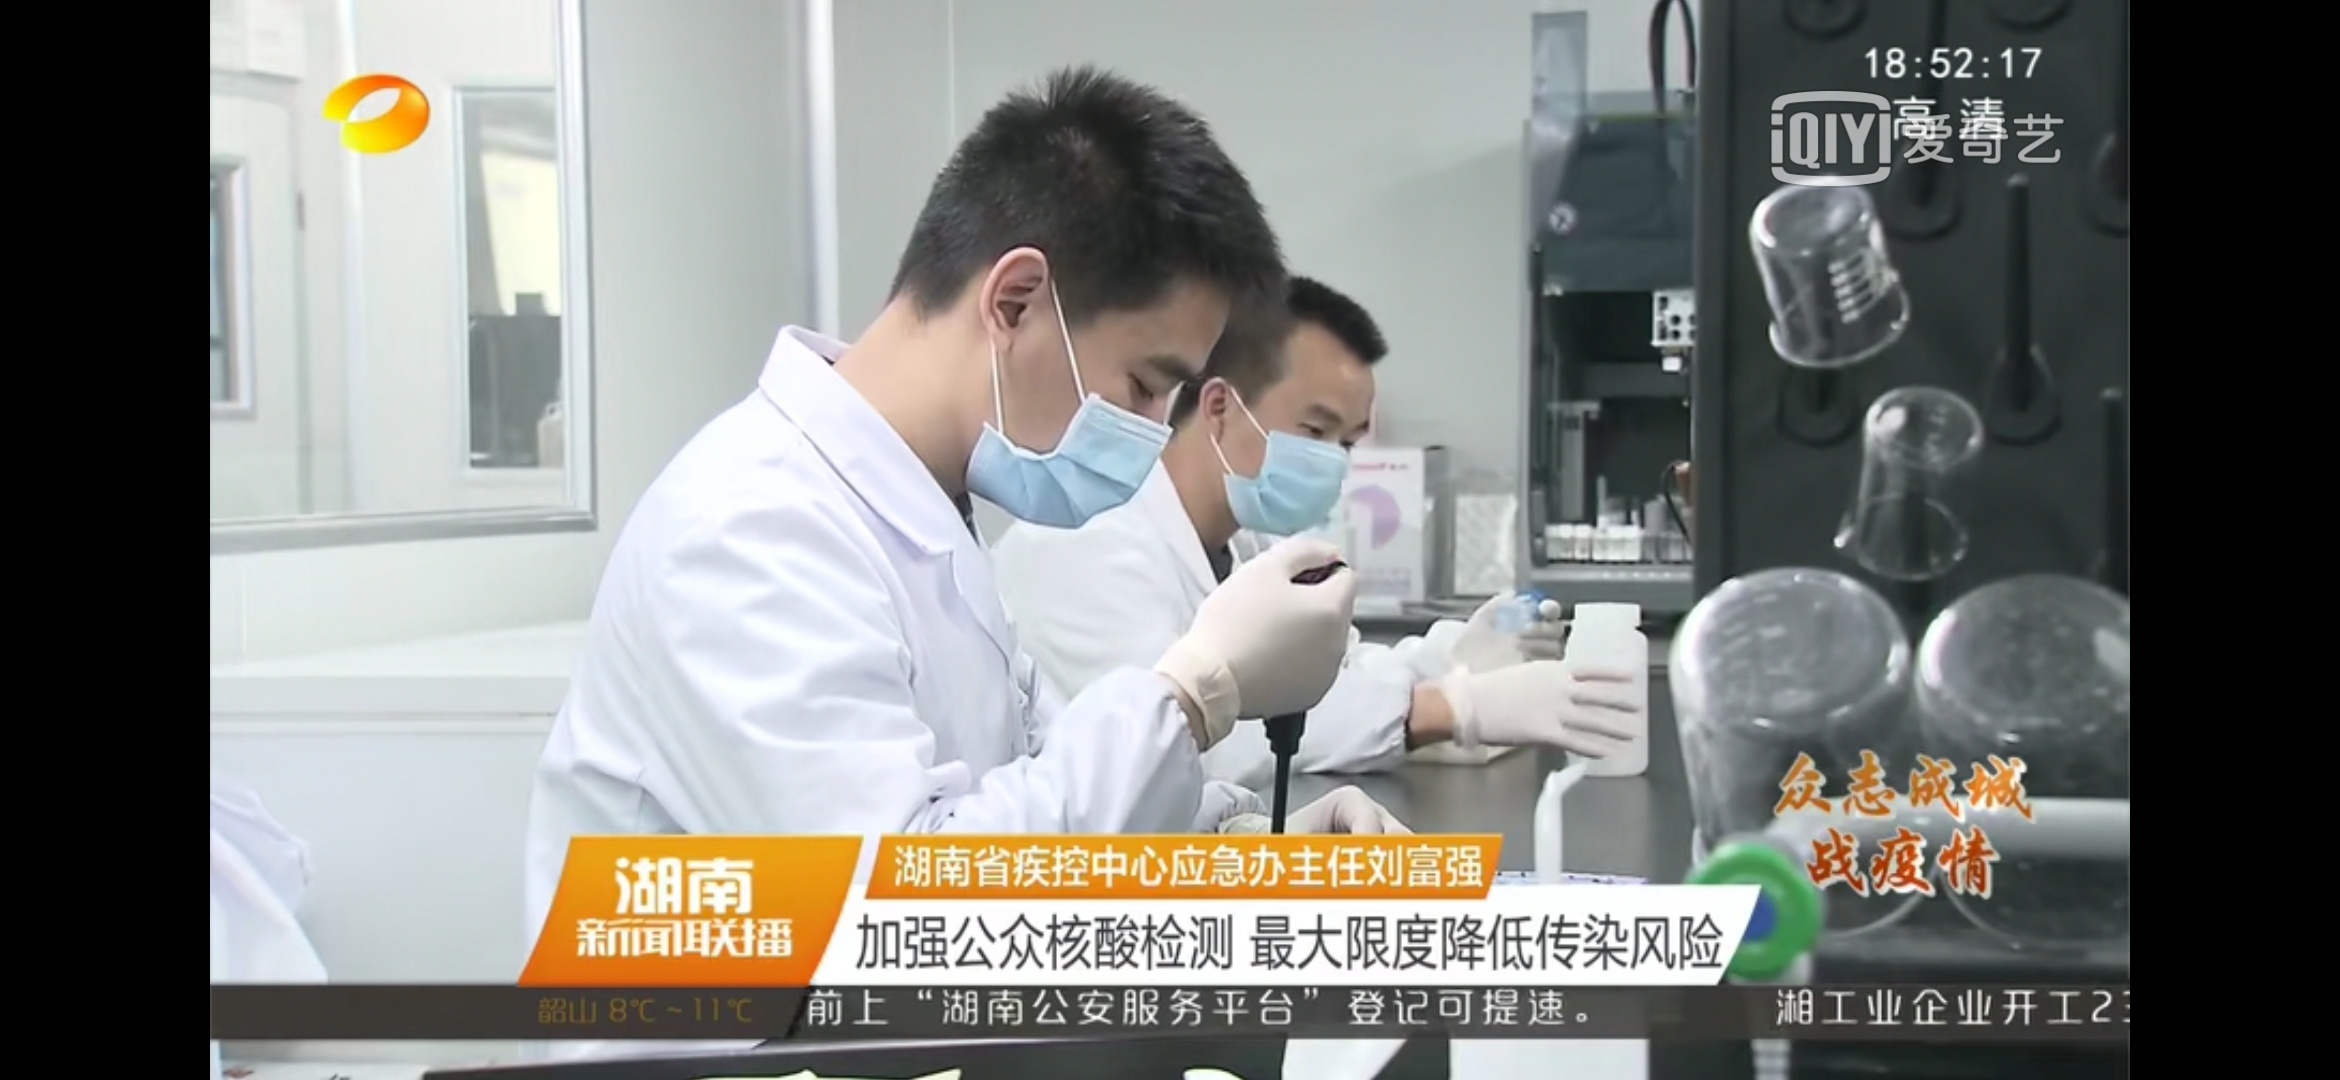 18:52:17
高清
iQIYI 爱奇艺
众志成城
战疫情
湖南
新闻联播
湖南省疾控中心应急办主任刘富强
加强公众核酸检测 最大限度降低传染风险
韶山 8℃~11℃
前上“湖南公安服务平台”登记可提速。
湘工业企业开工23